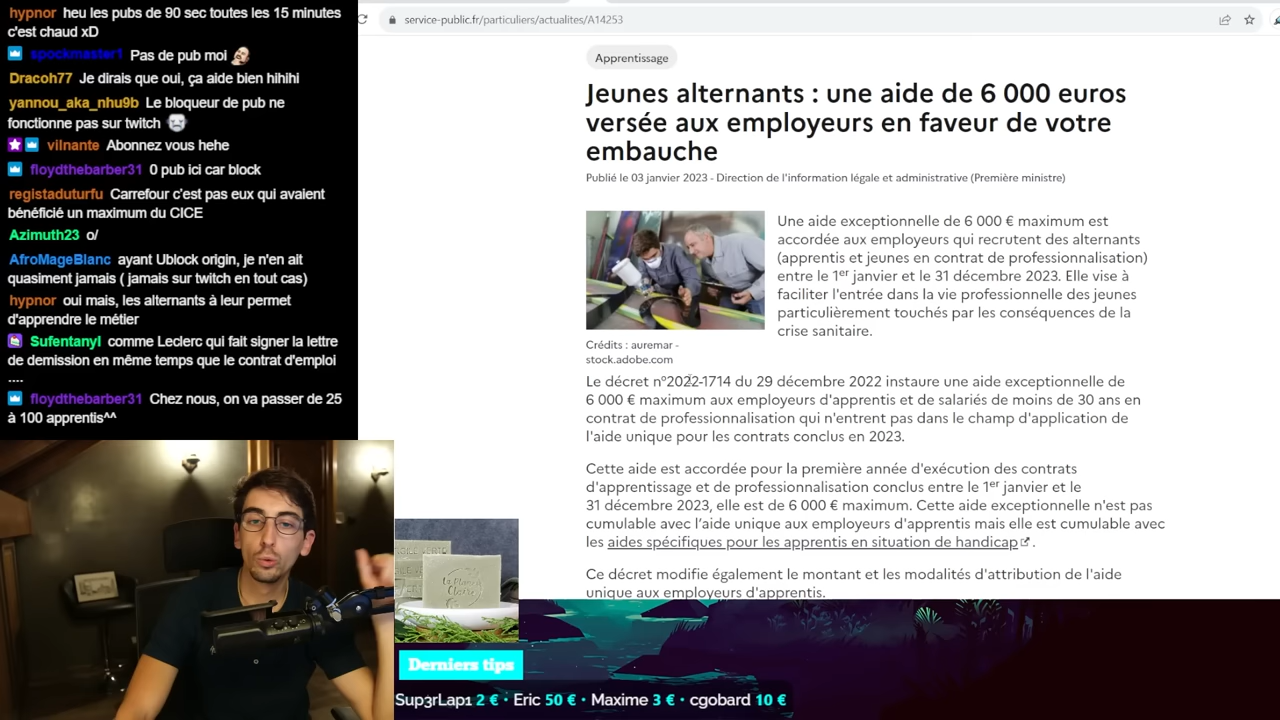 hypnor heu les pubs de 90 sec toutes les 15 minutes
c'est chaud xD
spockmaster1 Pas de pub moi
Dracoh77 Je dirais que oui, ça aide bien hihihi
yannou_aka_nhu9b Le bloqueur de pub ne
fonctionne pas sur twitch
vilnante Abonnez vous hehe
floydthebarber31 0 pub ici car block
registaduturfu Carrefour c'est pas eux qui avaient
bénéficié un maximum du CICE
Azimuth23 o/
AfroMageBlanc ayant Ublock origin, je n'en ait
quasiment jamais ( jamais sur twitch en tout cas)
hypnor oui mais, les alternants à leur permet
d'apprendre le métier
Sufentanyl comme Leclerc qui fait signer la lettre
de demission en même temps que le contrat d'emploi
....
floydthebarber31 Chez nous, on va passer de 25
à 100 apprentis^^
service-public.fr/particuliers/actualites/A14253
Apprentissage
Jeunes alternants : une aide de 6 000 euros
versée aux employeurs en faveur de votre
embauche
Publié le 03 janvier 2023 - Direction de l'information légale et administrative (Première ministre)
Une aide exceptionnelle de 6 000 € maximum est
accordée aux employeurs qui recrutent des alternants
(apprentis et jeunes en contrat de professionnalisation)
entre le 1er janvier et le 31 décembre 2023. Elle vise à
faciliter l'entrée dans la vie professionnelle des jeunes
particulièrement touchés par les conséquences de la
crise sanitaire.
Crédits : auremar -
stock.adobe.com
Le décret n°2022-1714 du 29 décembre 2022 instaure une aide exceptionnelle de
6 000 € maximum aux employeurs d'apprentis et de salariés de moins de 30 ans en
contrat de professionnalisation qui n'entrent pas dans le champ d'application de
l'aide unique pour les contrats conclus en 2023.
Cette aide est accordée pour la première année d'exécution des contrats
d'apprentissage et de professionnalisation conclus entre le 1er janvier et le
31 décembre 2023, elle est de 6 000 € maximum. Cette aide exceptionnelle n'est pas
cumulable avec l'aide unique aux employeurs d'apprentis mais elle est cumulable avec
les aides spécifiques pour les apprentis en situation de handicap .
Ce décret modifie également le montant et les modalités d'attribution de l'aide
unique aux employeurs d'apprentis.
Derniers tips
Sup3rLap1 2 € • Eric 50 € • Maxime 3 € • cgobard 10 €